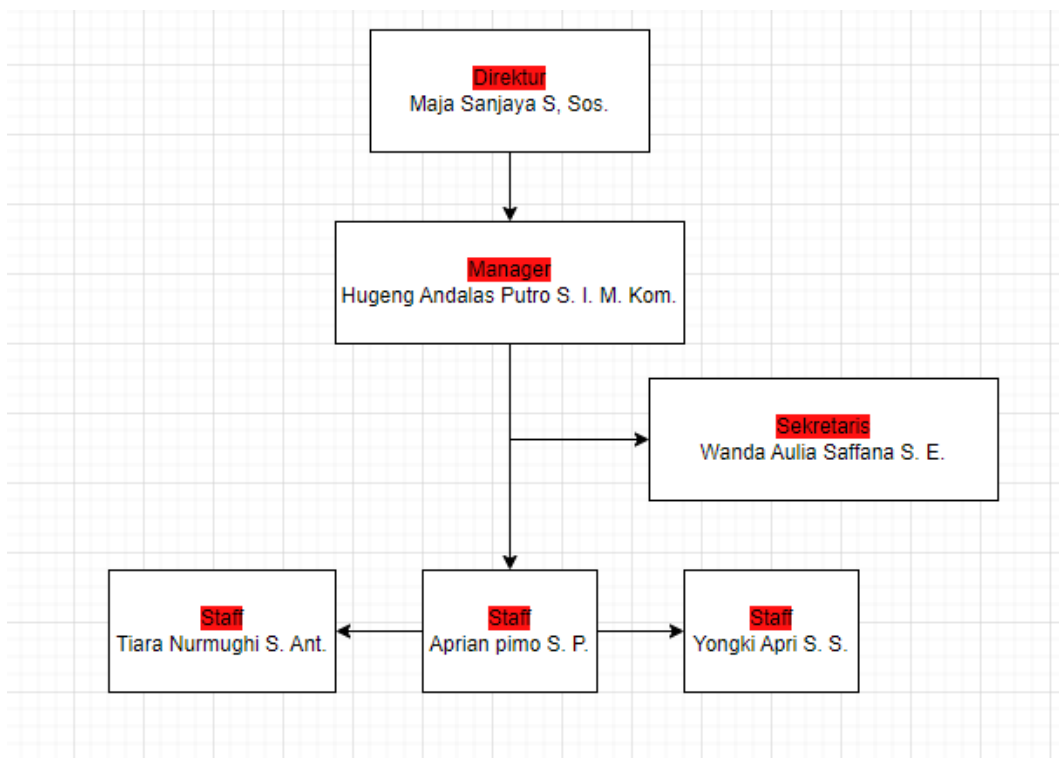 Direktur
Maja Sanjaya S, Sos.
Manager
Hugeng Andalas Putro S. I. M. Kom.
Sekretaris
Wanda Aulia Saffana S. E.
Staff
Tiara Nurmughi S. Ant.
Staff
Aprian pimo S. P.
Staff
Yongki Apri S. S.